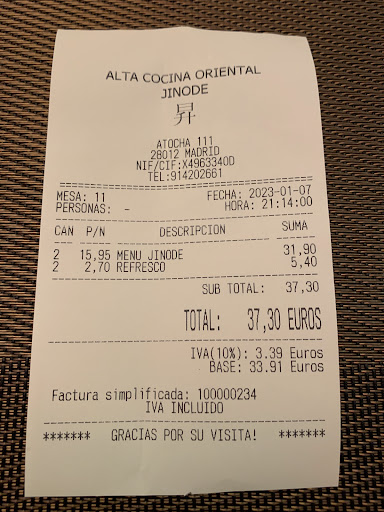 ALTA COCINA ORIENTAL
JINODE
昇
ATOCHA 111
28012 MADRID
NIF/CIF:X4963340D
TEL:914202661
MESA: 11 FECHA: 2023-01-07
PERSONAS: - HORA: 21:14:00
CAN P/N DESCRIPCION SUMA
2 15,95 MENU JINODE 31,90
2 2,70 REFRESCO 5,40
SUB TOTAL: 37,30
TOTAL: 37,30 EUROS
IVA(10%): 3.39 Euros
BASE: 33.91 Euros
Factura simplificada: 100000234
IVA INCLUIDO
******* GRACIAS POR SU VISITA! *******